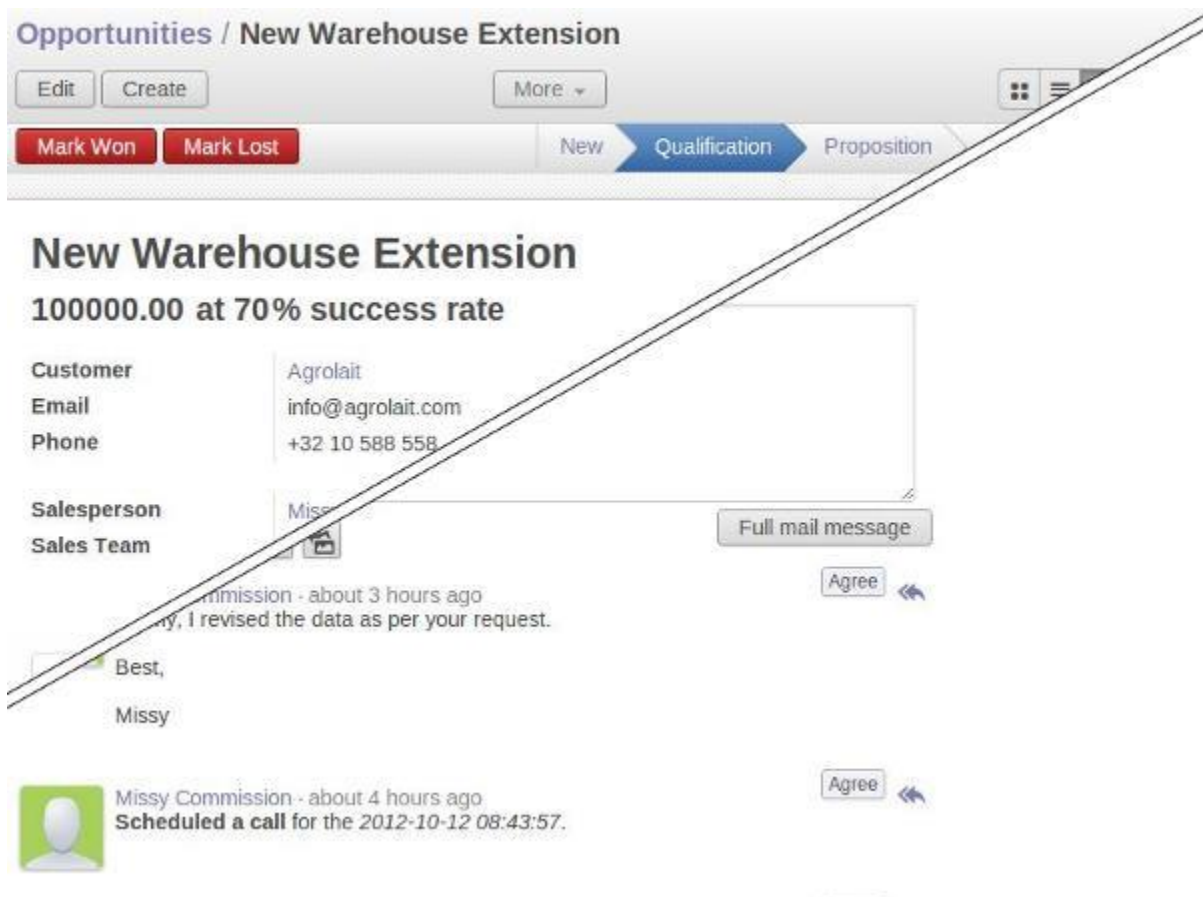 Opportunities / New Warehouse Extension
Edit Create More
Mark Won Mark Lost New Qualification Proposition
New Warehouse Extension
100000.00 at 70% success rate
Customer Agrolait
Email info@agrolait.com
Phone +32 10 588 558
Salesperson
Sales Team
Full mail message
about 3 hours ago Agree
I revised the data as per your request.
Best,
Missy
Missy Commission - about 4 hours ago Agree
Scheduled a call for the 2012-10-12 08:43:57.